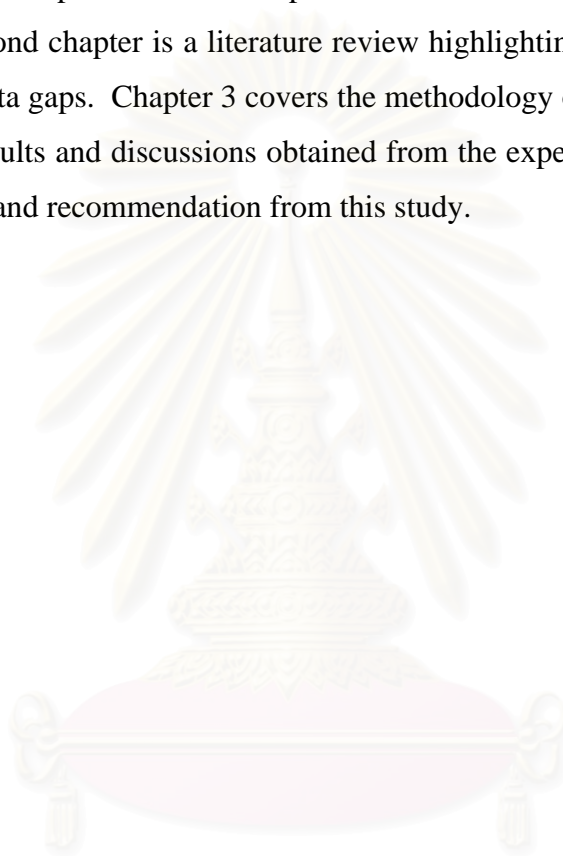 ond chapter is a literature review highlightin
ta gaps. Chapter 3 covers the methodology
ults and discussions obtained from the expe
and recommendation from this study.